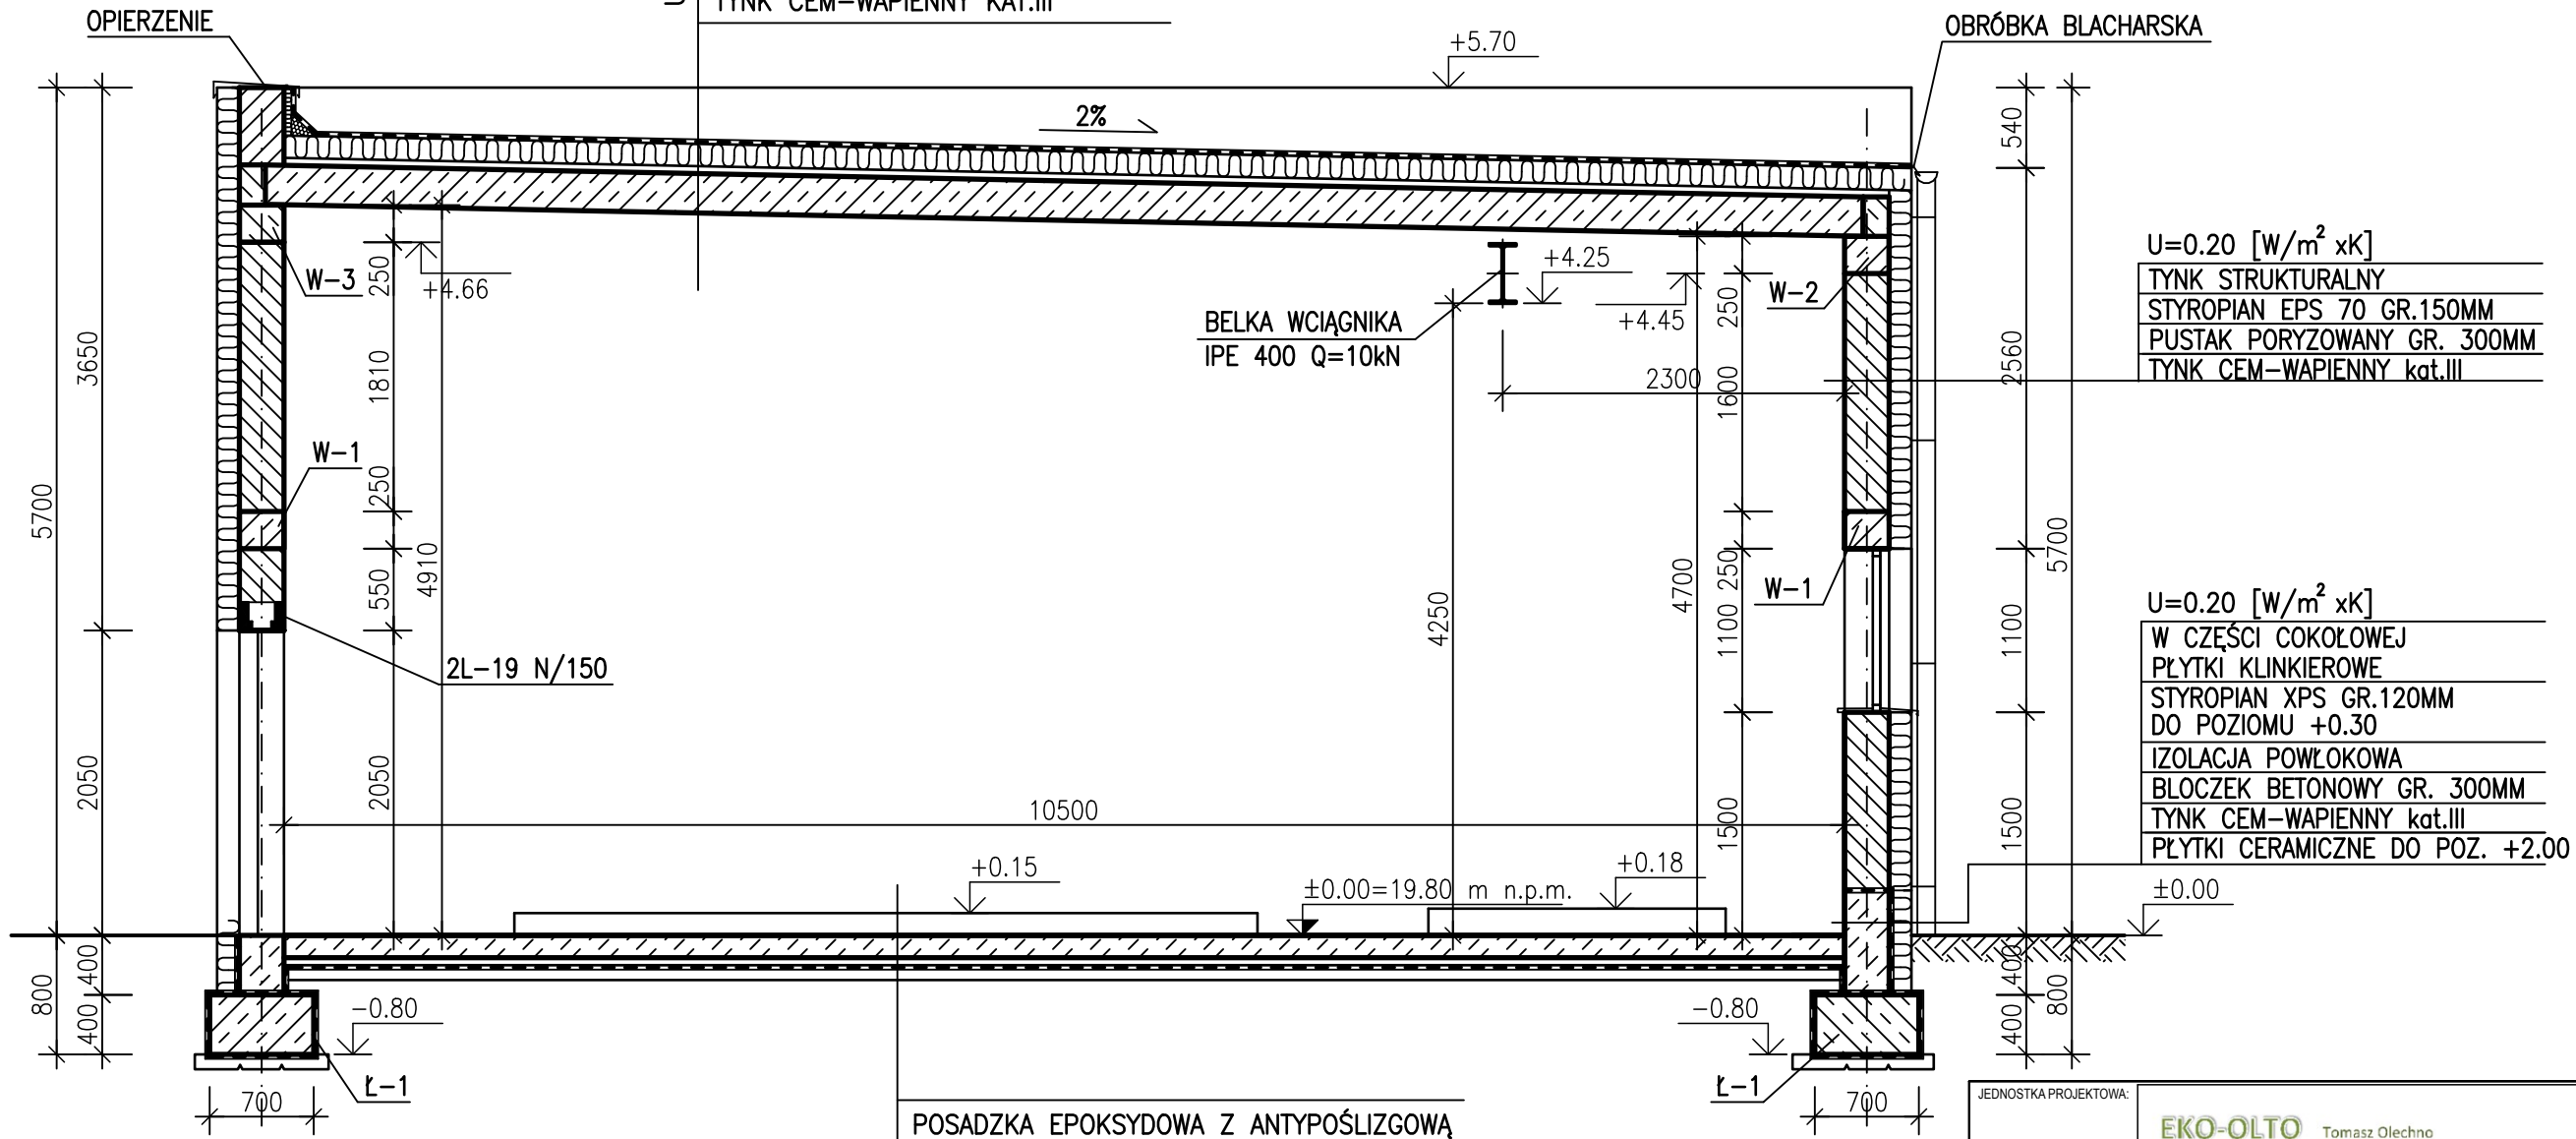 TYNK CEM-WAPIENNY KAT.III
OPIERZENIE
OBRÓBKA BLACHARSKA
+5.70
2%
W-3
+4.66
+4.25
+4.45
W-2
BELKA WCIĄGNIKA
IPE 400 Q=10kN
2300
W-1
W-1
2L-19 N/150
5700
3650
2050
800
400
400
250
1810
250
550
2050
4910
4250
4700
250
1600
250
1100
1500
10500
+0.15
±0.00=19.80 m n.p.m.
+0.18
540
2560
1100
1500
5700
400
400
800
U=0.20 [W/m² xK]
TYNK STRUKTURALNY
STYROPIAN EPS 70 GR.150MM
PUSTAK PORYZOWANY GR. 300MM
TYNK CEM-WAPIENNY kat.III
U=0.20 [W/m² xK]
W CZĘŚCI COKOŁOWEJ
PŁYTKI KLINKIEROWE
STYROPIAN XPS GR.120MM
DO POZIOMU +0.30
IZOLACJA POWŁOKOWA
BLOCZEK BETONOWY GR. 300MM
TYNK CEM-WAPIENNY kat.III
PŁYTKI CERAMICZNE DO POZ. +2.00
±0.00
-0.80
-0.80
Ł-1
Ł-1
700
700
POSADZKA EPOKSYDOWA Z ANTYPOŚLIZGOWĄ
JEDNOSTKA PROJEKTOWA:
EKO-OLTO Tomasz Olechno